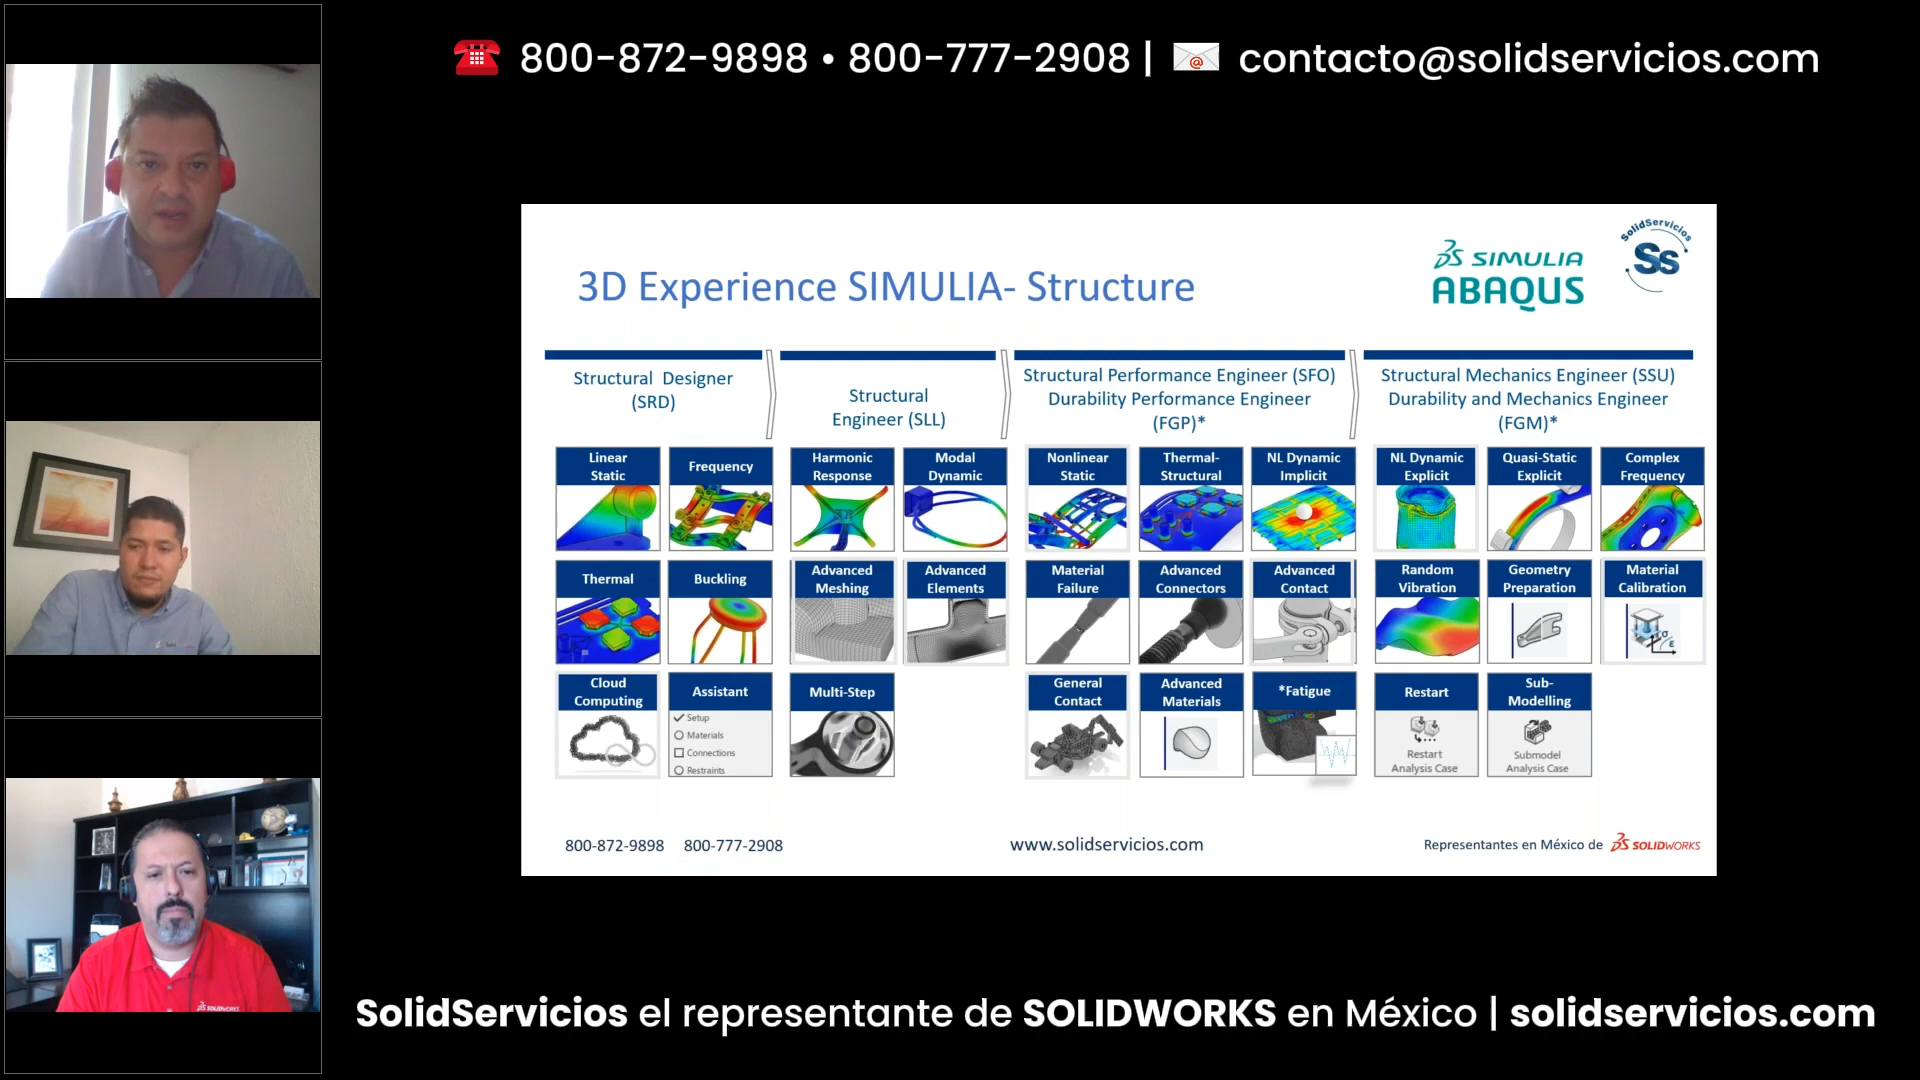 800-872-9898 • 800-777-2908 | contacto@solidservicios.com
3D Experience SIMULIA- Structure
SIMULIA
ABAQUS
SolidServicios
Ss
Structural Designer
(SRD)
Structural
Engineer (SLL)
Structural Performance Engineer (SFO)
Durability Performance Engineer
(FGP)*
Structural Mechanics Engineer (SSU)
Durability and Mechanics Engineer
(FGM)*
Linear
Static
Frequency
Harmonic
Response
Modal
Dynamic
Nonlinear
Static
Thermal-
Structural
NL Dynamic
Implicit
NL Dynamic
Explicit
Quasi-Static
Explicit
Complex
Frequency
Thermal
Buckling
Advanced
Meshing
Advanced
Elements
Material
Failure
Advanced
Connectors
Advanced
Contact
Random
Vibration
Geometry
Preparation
Material
Calibration
σ
ε
Cloud
Computing
Assistant
Setup
Materials
Connections
Restraints
Multi-Step
General
Contact
Advanced
Materials
*Fatigue
Restart
Restart
Analysis Case
Sub-
Modelling
Submodel
Analysis Case
800-872-9898 800-777-2908
www.solidservicios.com
Representantes en México de SOLIDWORKS
SOLIDWORKS
SolidServicios el representante de SOLIDWORKS en México | solidservicios.com